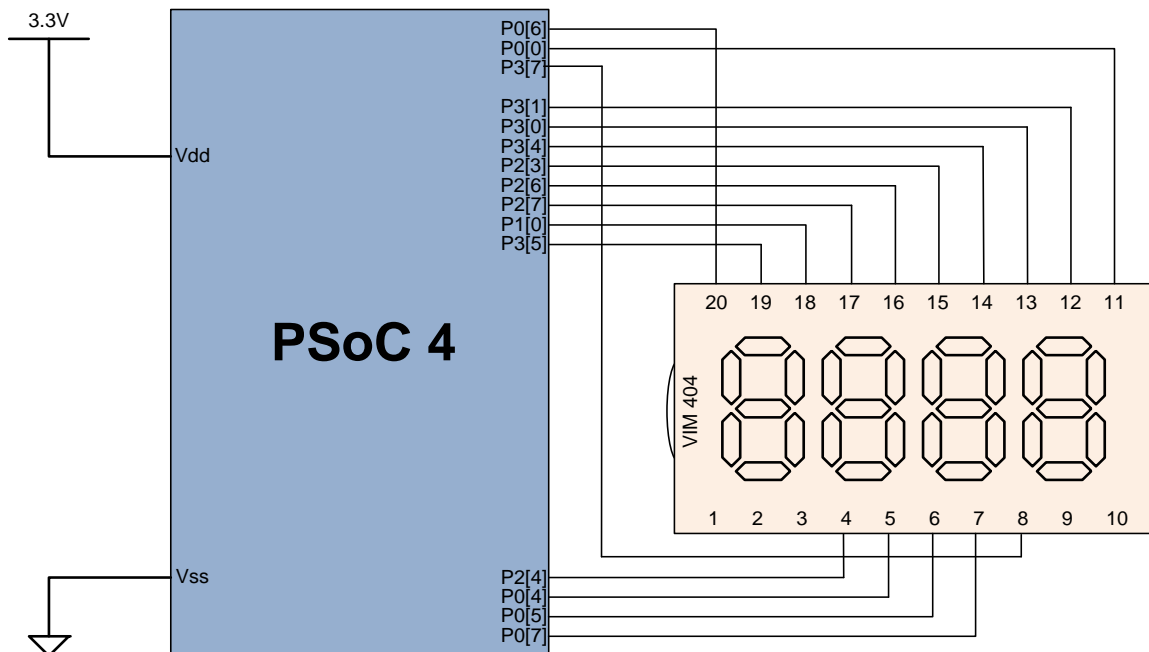 3.3V
P0[6]
P0[0]
P3[7]
P3[1]
P3[0]
P3[4]
P2[3]
P2[6]
P2[7]
P1[0]
P3[5]
Vdd
PSoC 4
20 19 18 17 16 15 14 13 12 11
VIM 404
1 2 3 4 5 6 7 8 9 10
Vss
P2[4]
P0[4]
P0[5]
P0[7]